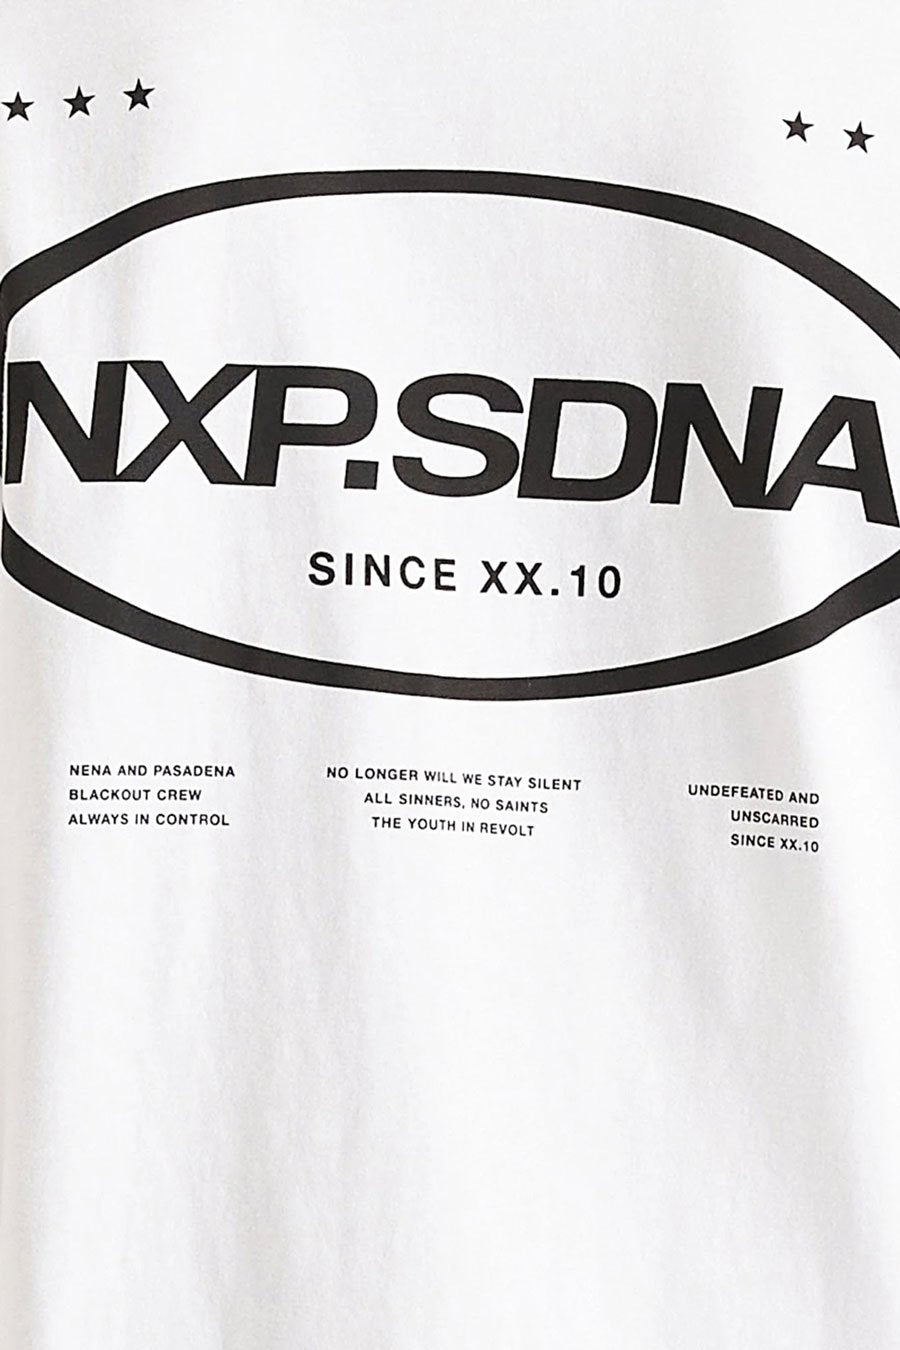 NXP.SDNA
SINCE XX.10
NENA AND PASADENA
BLACKOUT CREW
ALWAYS IN CONTROL
NO LONGER WILL WE STAY SILENT
ALL SINNERS, NO SAINTS
THE YOUTH IN REVOLT
UNDEFEATED AND
UNSCARRED
SINCE XX.10